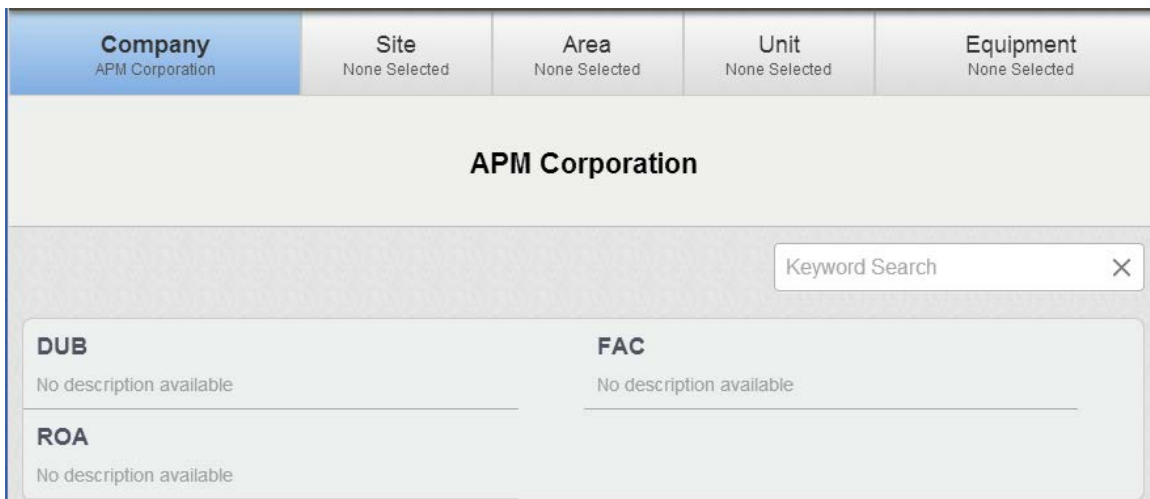 Company
APM Corporation
Site
None Selected
Area
None Selected
Unit
None Selected
Equipment
None Selected
APM Corporation
Keyword Search
DUB
No description available
FAC
No description available
ROA
No description available